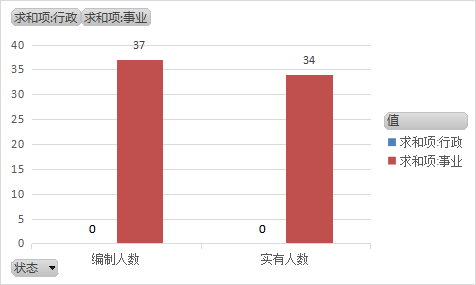 求和项:行政 求和项:事业
40
35
30
25
20
15
10
5
0
0
37
0
34
编制人数
实有人数
值
求和项:行政
求和项:事业
状态